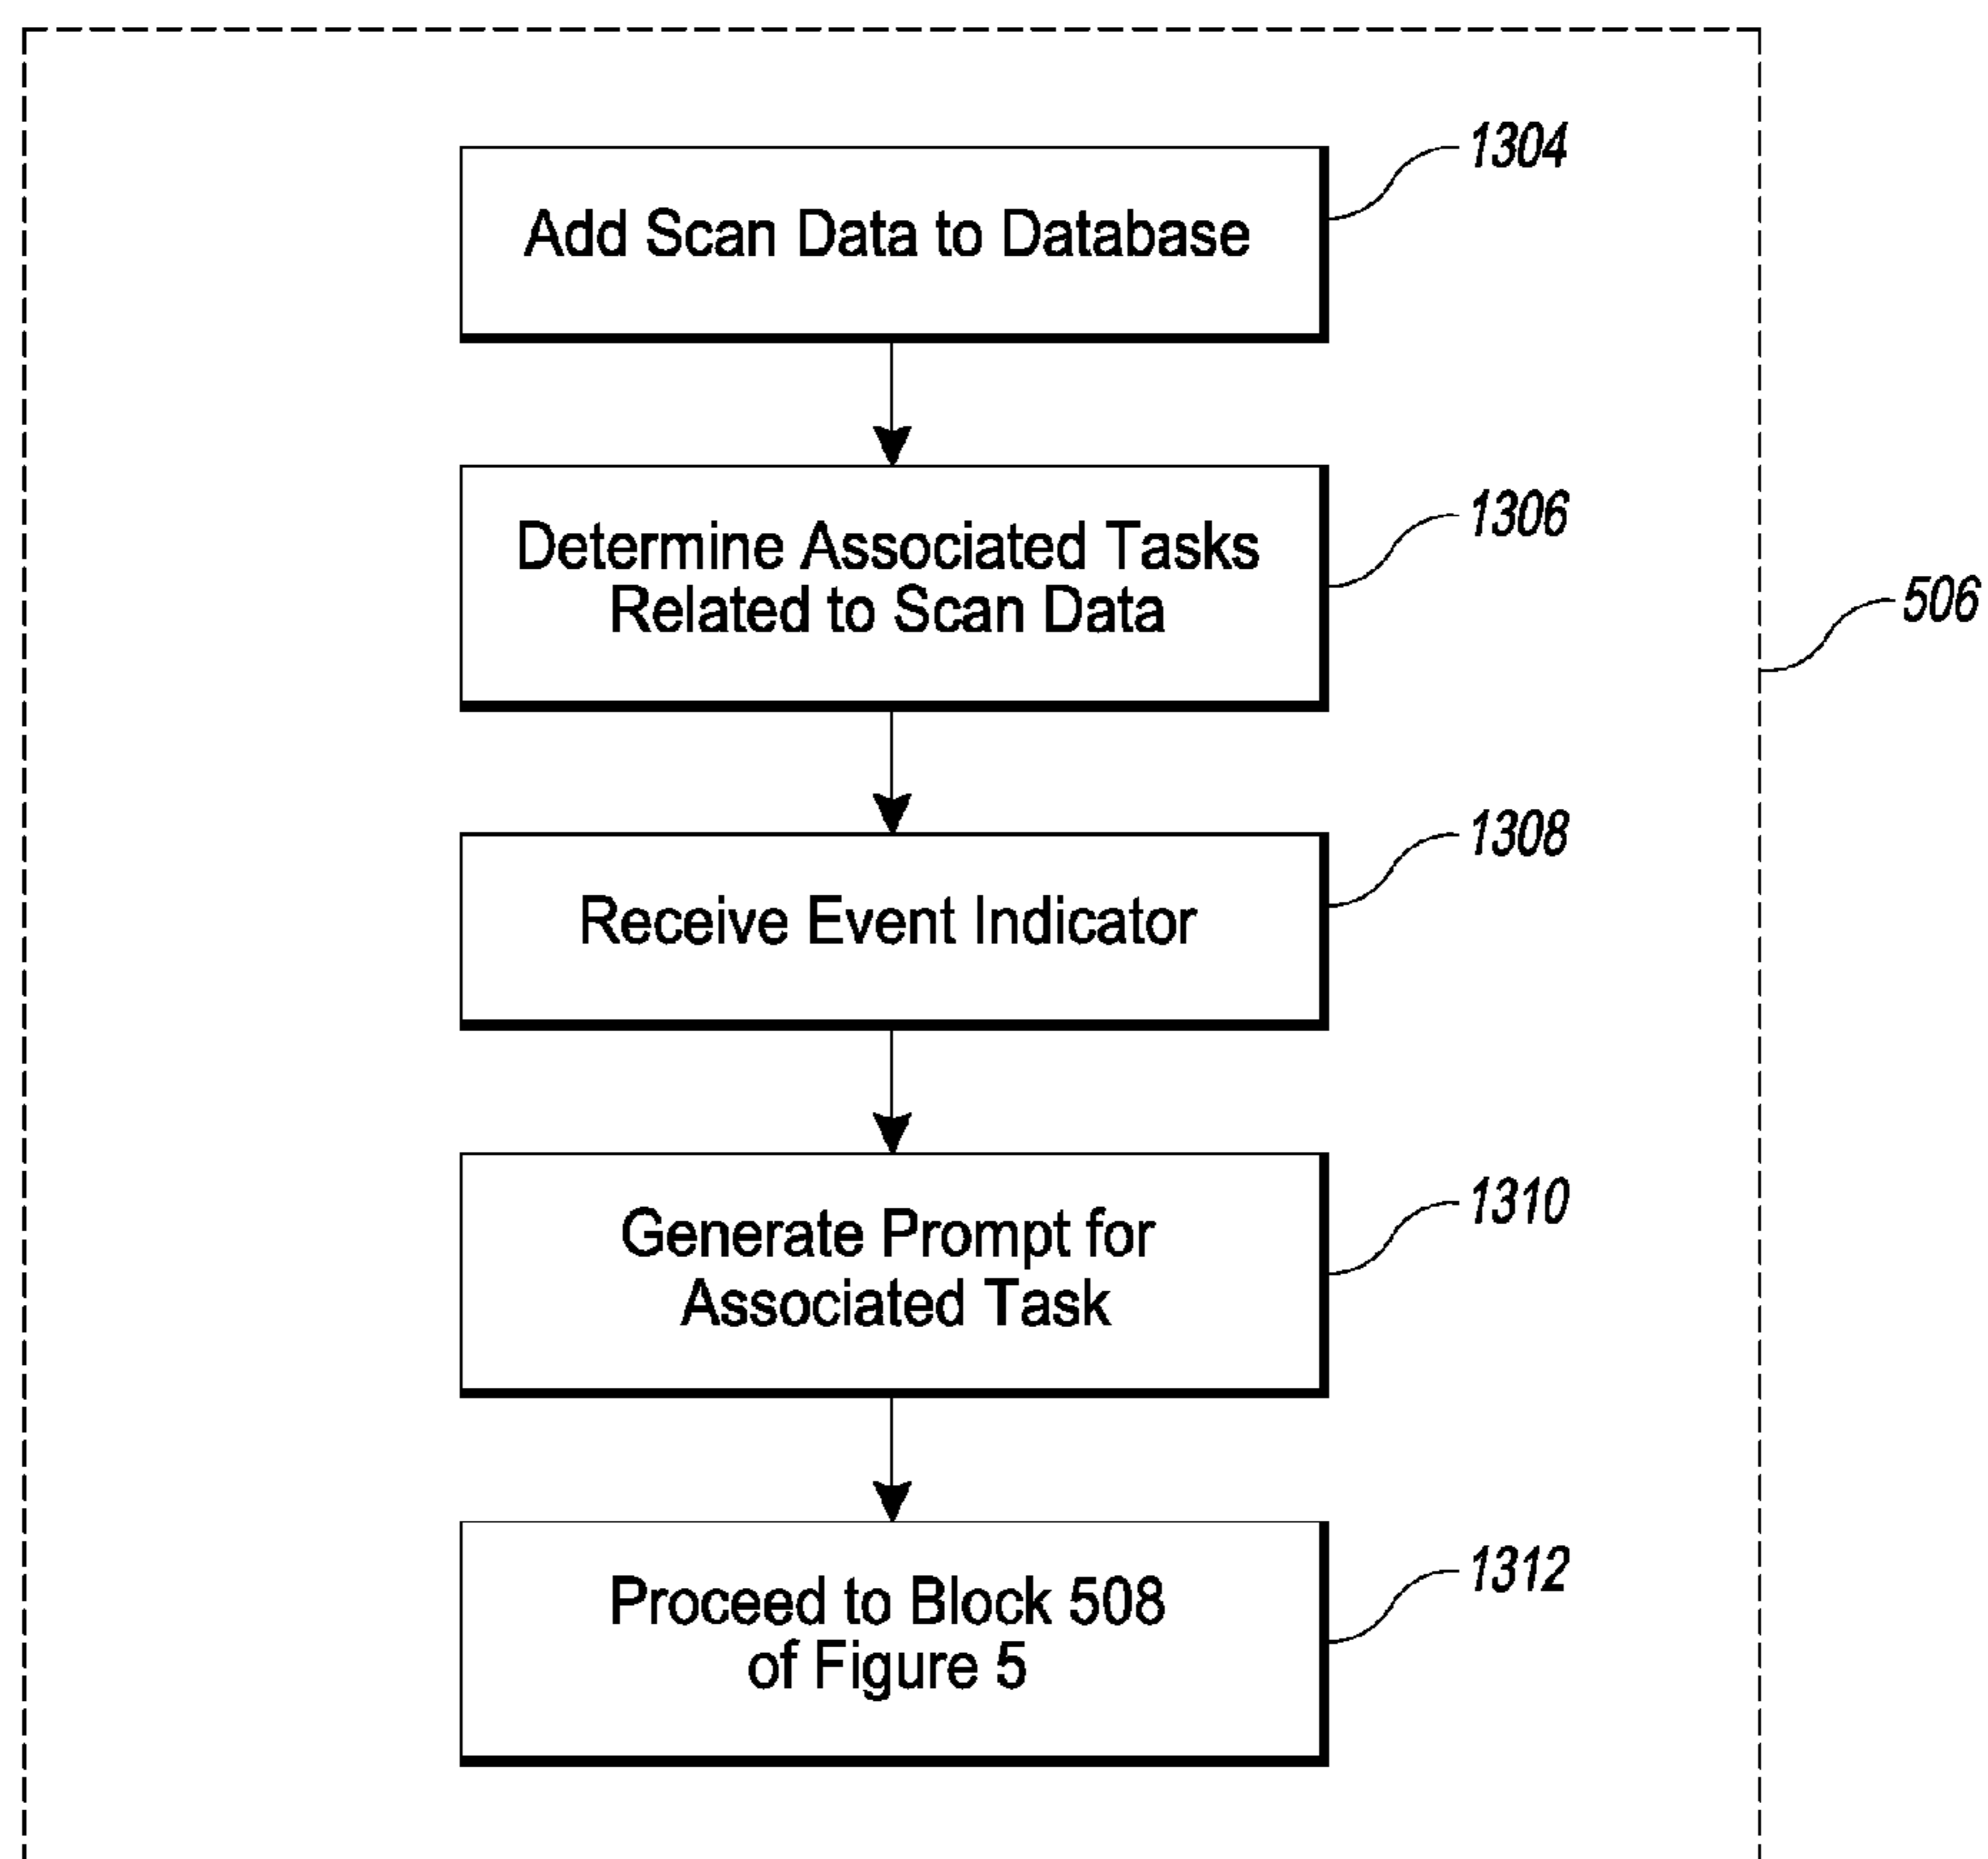 1304
Add Scan Data to Database
1306
Determine Associated Tasks
Related to Scan Data
506
1308
Receive Event Indicator
1310
Generate Prompt for
Associated Task
1312
Proceed to Block 508
of Figure 5